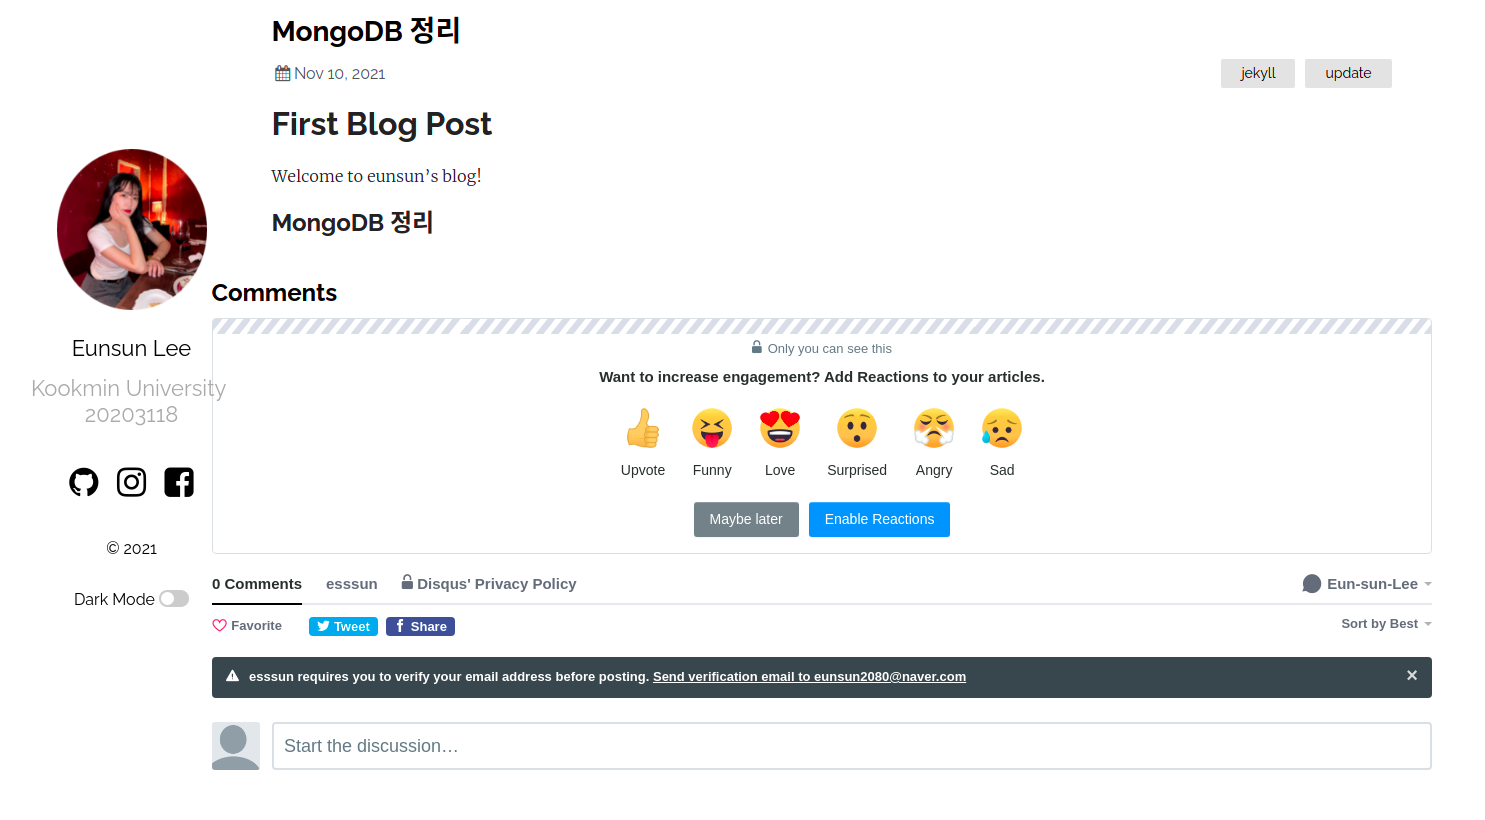 MongoDB 정리
Nov 10, 2021
jekyll
update
First Blog Post
Welcome to eunsun’s blog!
MongoDB 정리
Eunsun Lee
Kookmin University
20203118
© 2021
Dark Mode
Comments
Only you can see this
Want to increase engagement? Add Reactions to your articles.
Upvote
Funny
Love
Surprised
Angry
Sad
Maybe later
Enable Reactions
0 Comments
esssun
Disqus' Privacy Policy
Eun-sun-Lee
Favorite
Tweet
Share
Sort by Best
esssun requires you to verify your email address before posting. Send verification email to eunsun2080@naver.com
Start the discussion…